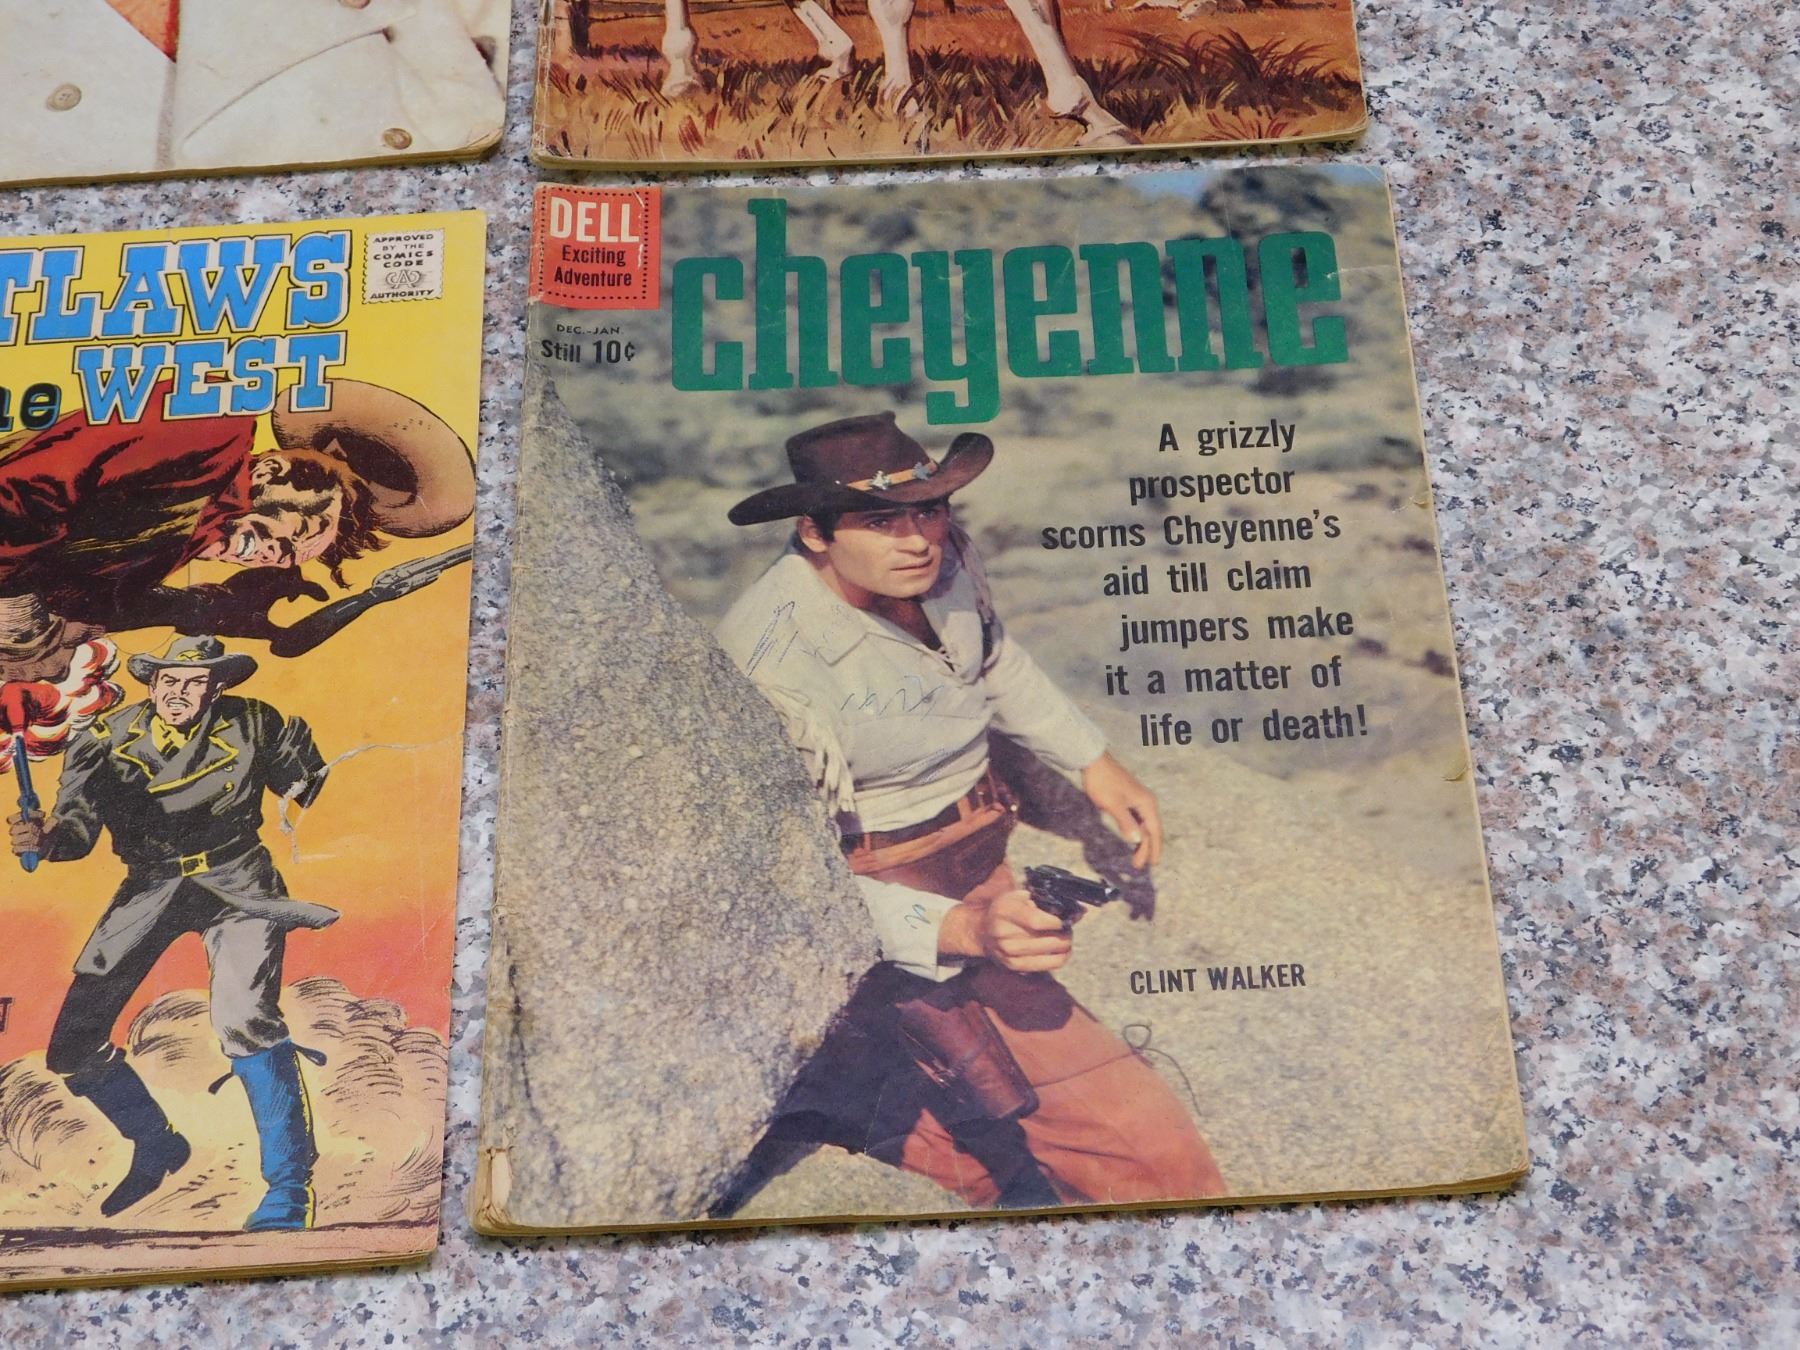 TLAWS
WEST
APPROVED
BY THE
COMICS
CODE
CA
AUTHORITY
DELL
Exciting
Adventure
DEC.-JAN.
Still 10¢
cheyenne
A grizzly
prospector
scorns Cheyenne's
aid till claim
jumpers make
it a matter of
life or death!
CLINT WALKER